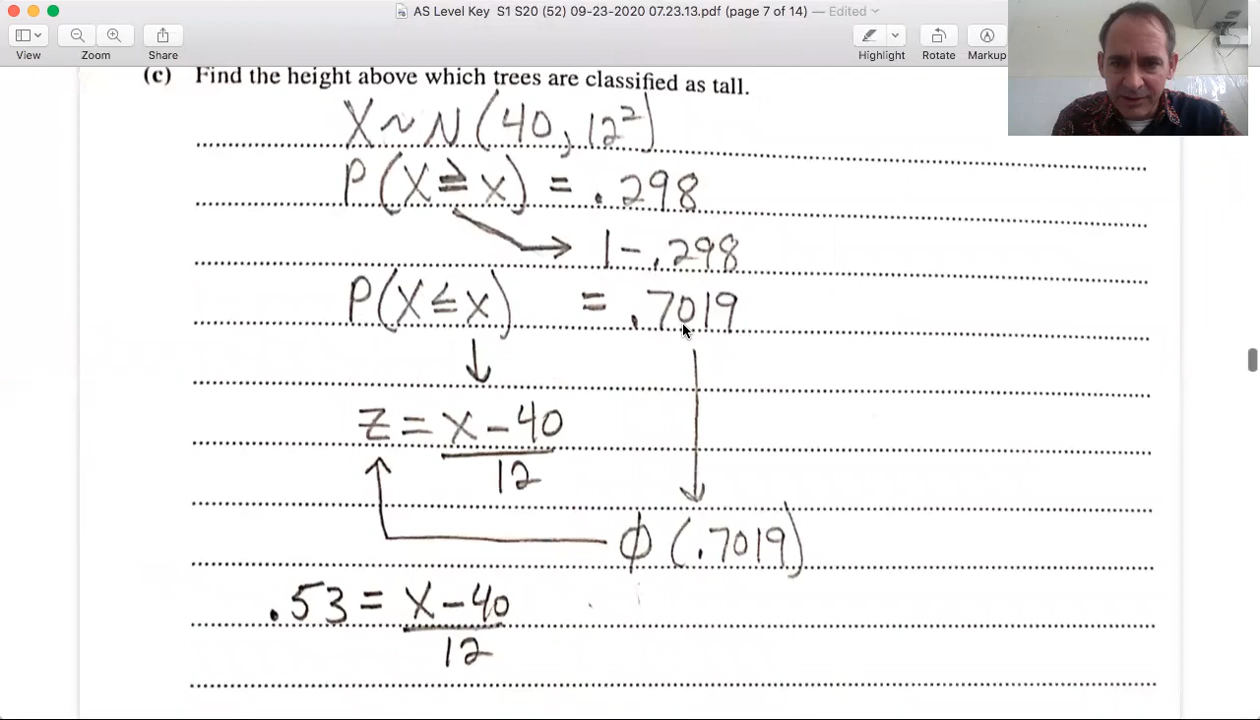 AS Level Key S1 S20 (52) 09-23-2020 07.23.13.pdf (page 7 of 14) — Edited
View Zoom Share Highlight Rotate Markup
(c) Find the height above which trees are classified as tall.
X ~ N(40, 12²)
P(X ≥ x) = .298
1 - .298
P(X ≤ x) = .7019
Z = x - 40
12
φ(.7019)
.53 = x - 40
12